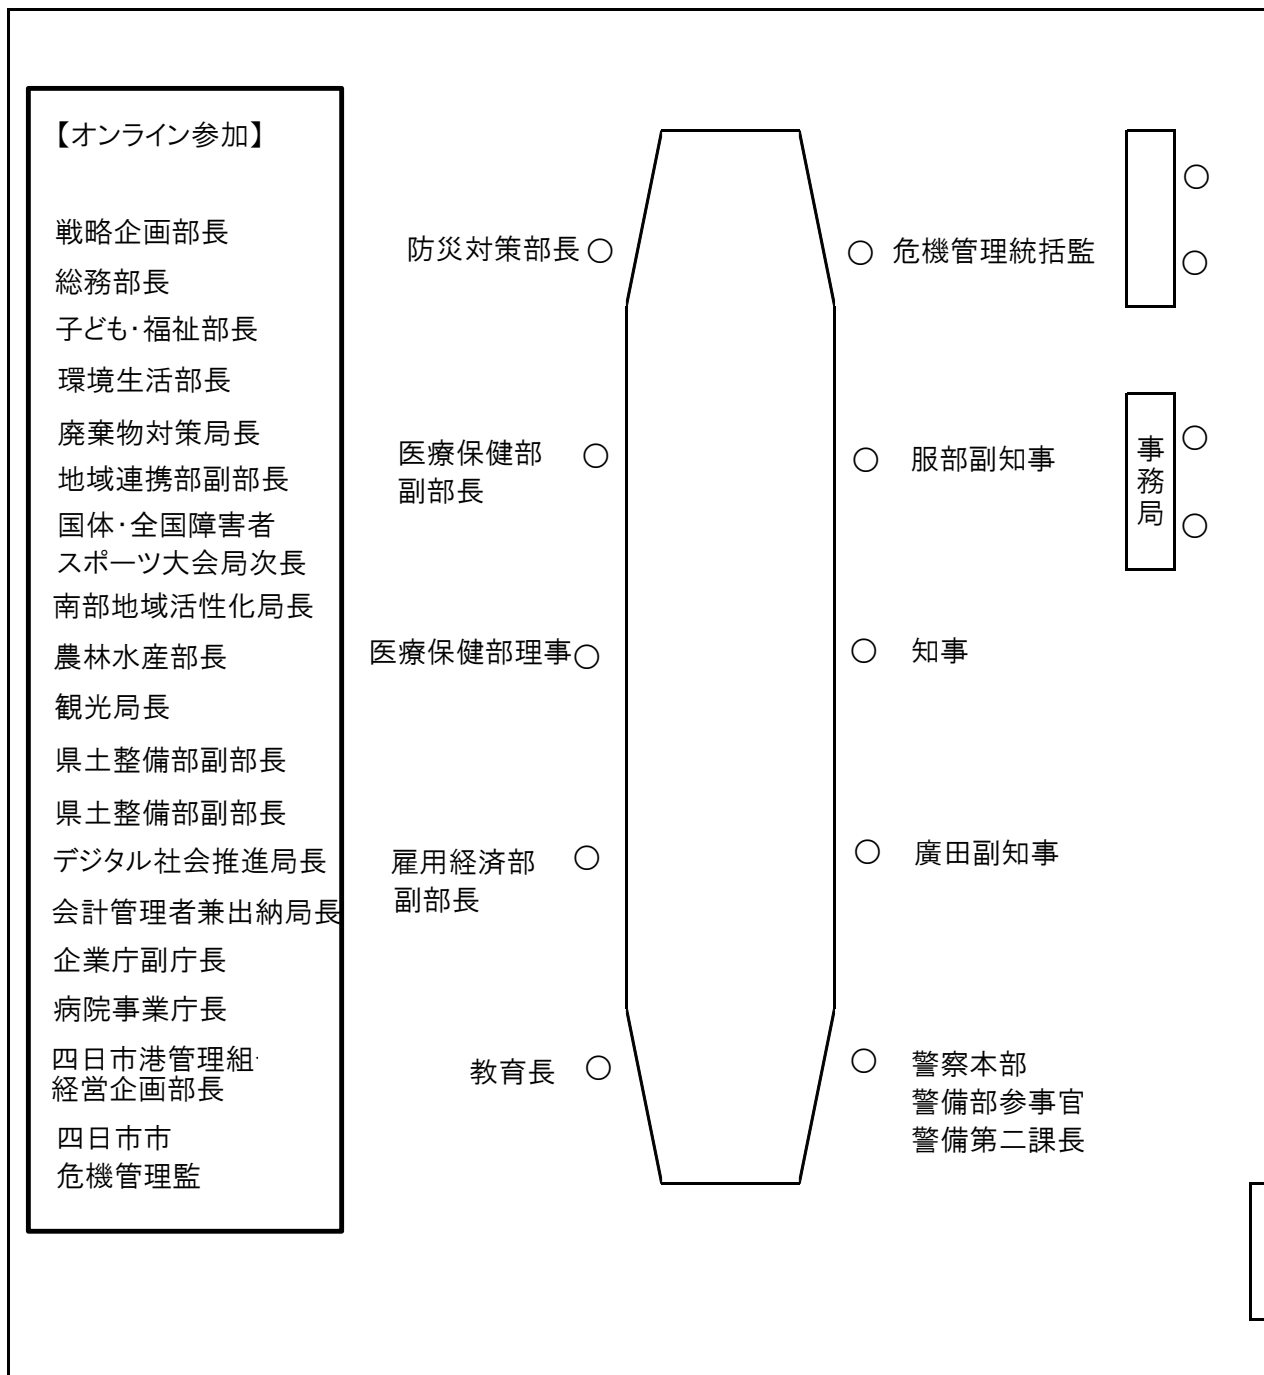 【オンライン参加】
戦略企画部長
総務部長
子ども・福祉部長
環境生活部長
廃棄物対策局長
地域連携部副部長
国体・全国障害者
スポーツ大会局次長
南部地域活性化局長
農林水産部長
観光局長
県土整備部副部長
県土整備部副部長
デジタル社会推進局長
会計管理者兼出納局長
企業庁副庁長
病院事業庁長
四日市港管理組
経営企画部長
四日市市
危機管理監
防災対策部長
医療保健部
副部長
医療保健部理事
雇用経済部
副部長
教育長
危機管理統括監
服部副知事
知事
廣田副知事
警察本部
警備部参事官
警備第二課長
事務局